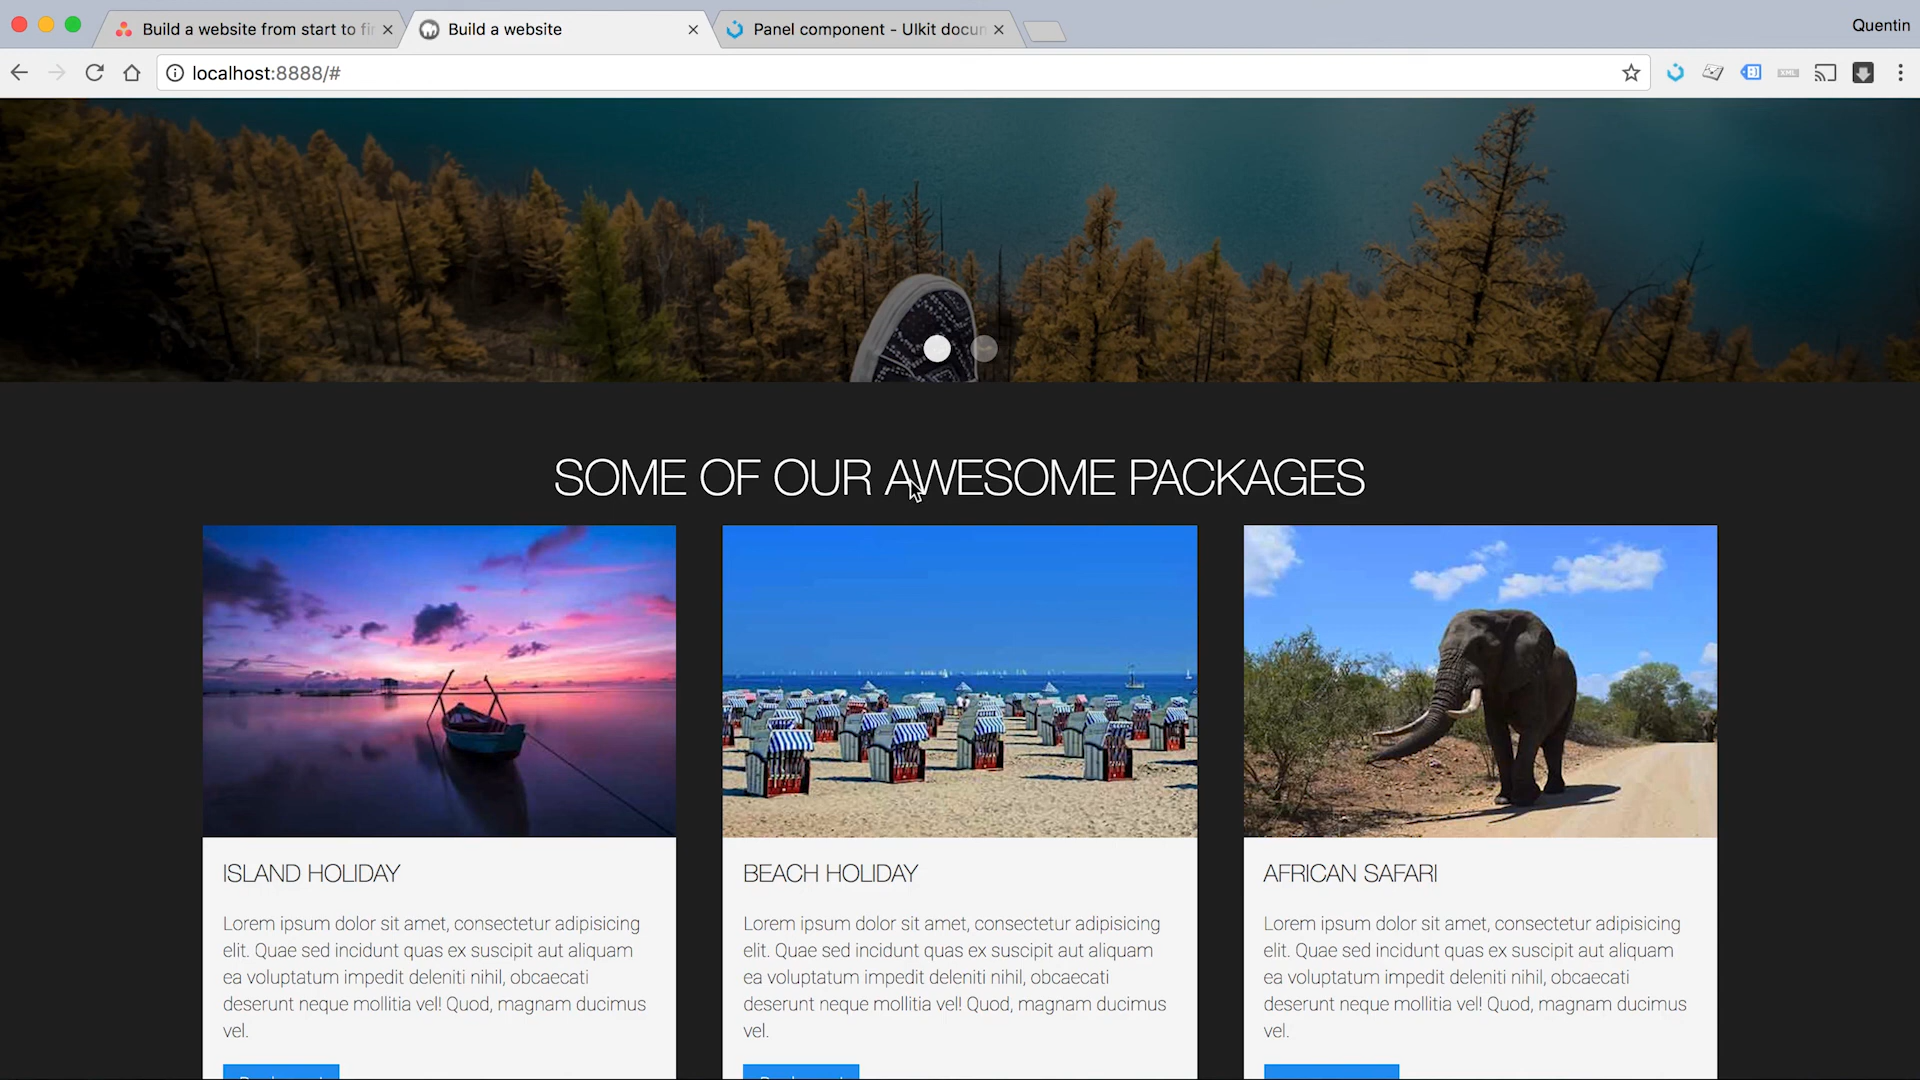 Build a website from start to fi
Build a website
Panel component - UIkit docun
Quentin
localhost:8888/#
XML
SOME OF OUR AWESOME PACKAGES
ISLAND HOLIDAY
Lorem ipsum dolor sit amet, consectetur adipisicing
elit. Quae sed incidunt quas ex suscipit aut aliquam
ea voluptatum impedit deleniti nihil, obcaecati
deserunt neque mollitia vel! Quod, magnam ducimus
vel.
BEACH HOLIDAY
Lorem ipsum dolor sit amet, consectetur adipisicing
elit. Quae sed incidunt quas ex suscipit aut aliquam
ea voluptatum impedit deleniti nihil, obcaecati
deserunt neque mollitia vel! Quod, magnam ducimus
vel.
AFRICAN SAFARI
Lorem ipsum dolor sit amet, consectetur adipisicing
elit. Quae sed incidunt quas ex suscipit aut aliquam
ea voluptatum impedit deleniti nihil, obcaecati
deserunt neque mollitia vel! Quod, magnam ducimus
vel.